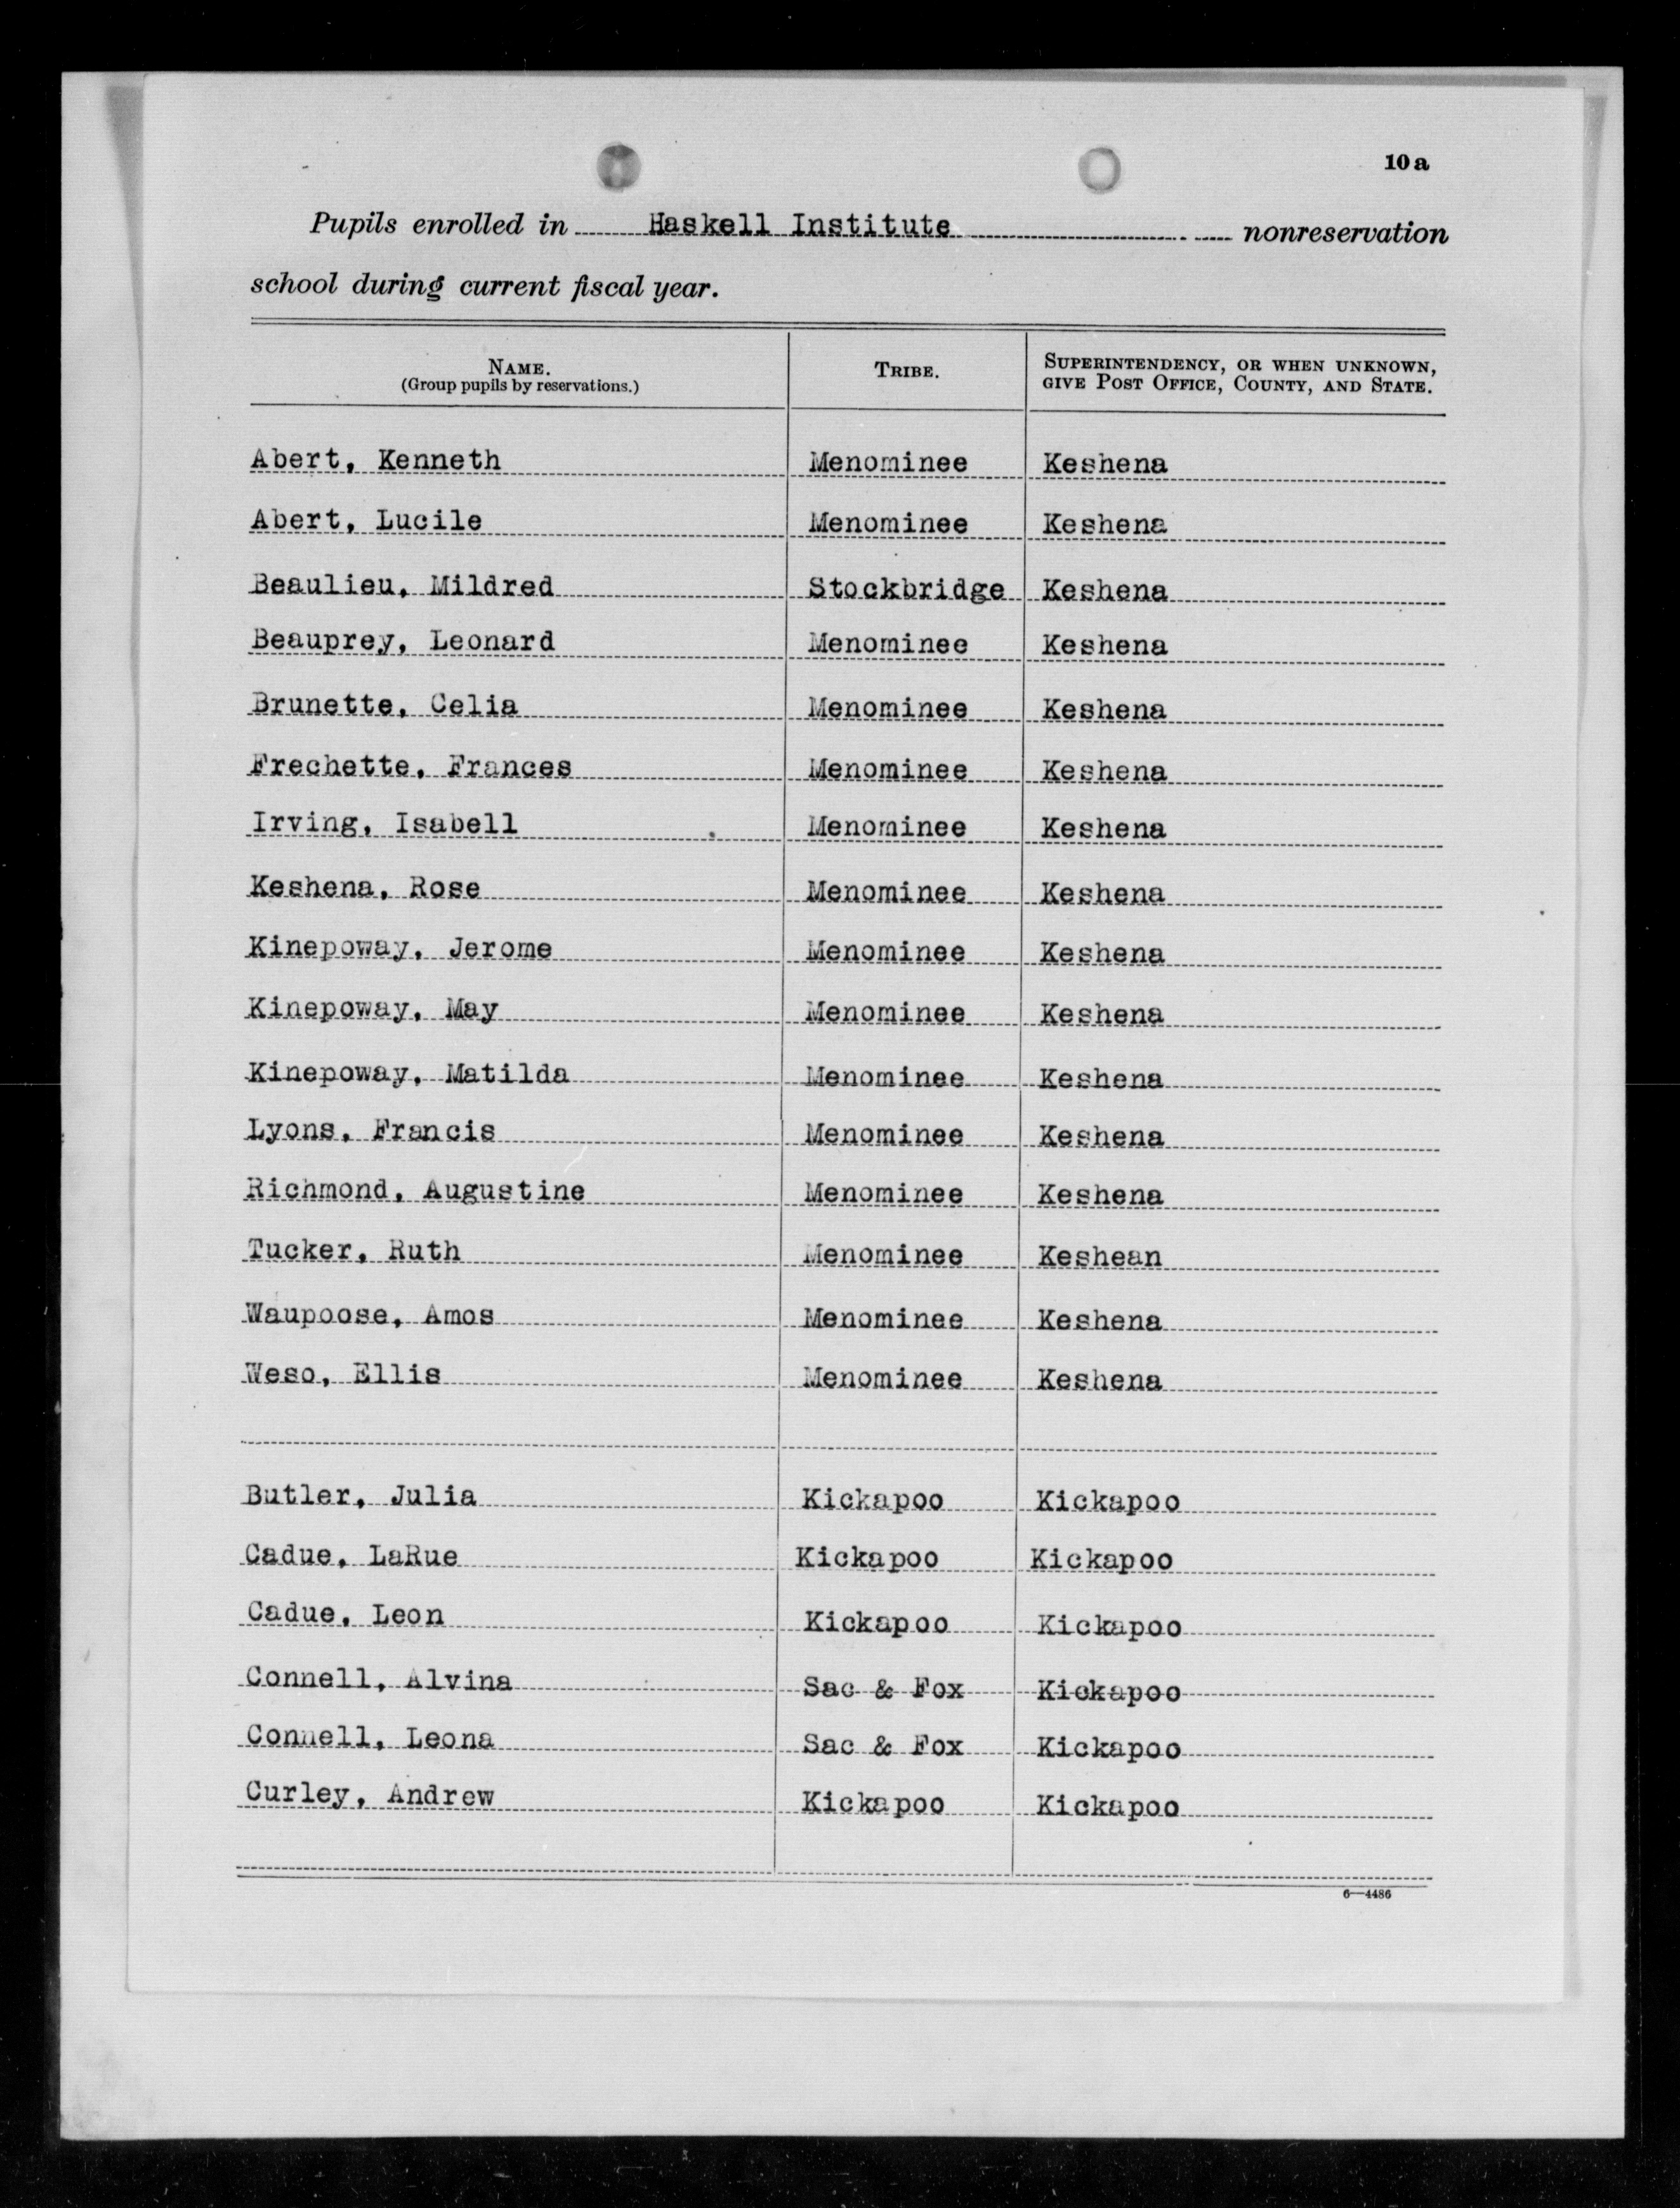 10a
Pupils enrolled in Haskell Institute nonreservation
school during current fiscal year.
NAME. TRIBE. SUPERINTENDENCY, OR WHEN UNKNOWN,
(Group pupils by reservations.) GIVE POST OFFICE, COUNTY, AND STATE.
Abert, Kenneth Menominee Keshena
Abert, Lucile Menominee Keshena
Beaulieu, Mildred Stockbridge Keshena
Beauprey, Leonard Menominee Keshena
Brunette, Celia Menominee Keshena
Frechette, Frances Menominee Keshena
Irving, Isabell Menominee Keshena
Keshena, Rose Menominee Keshena
Kinepoway, Jerome Menominee Keshena
Kinepoway, May Menominee Keshena
Kinepoway, Matilda Menominee Keshena
Lyons, Francis Menominee Keshena
Richmond, Augustine Menominee Keshena
Tucker, Ruth Menominee Keshean
Waupoose, Amos Menominee Keshena
Weso, Ellis Menominee Keshena
Butler, Julia Kickapoo Kickapoo
Cadue, LaRue Kickapoo Kickapoo
Cadue, Leon Kickapoo Kickapoo
Connell, Alvina Sac & Fox Kickapoo
Connell, Leona Sac & Fox Kickapoo
Curley, Andrew Kickapoo Kickapoo
6—4486